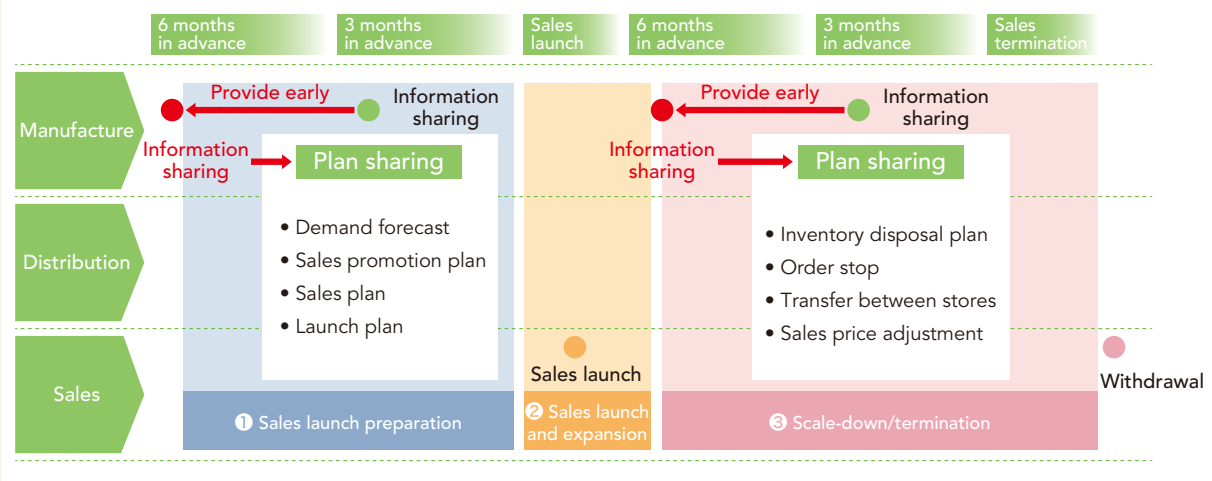 6 months
in advance
3 months
in advance
Sales
launch
6 months
in advance
3 months
in advance
Sales
termination
Manufacture
Provide early
Information
sharing
Information
sharing
Plan sharing
Provide early
Information
sharing
Information
sharing
Plan sharing
Distribution
• Demand forecast
• Sales promotion plan
• Sales plan
• Launch plan
• Inventory disposal plan
• Order stop
• Transfer between stores
• Sales price adjustment
Sales
Sales launch
Withdrawal
❶ Sales launch preparation
❷ Sales launch
and expansion
❸ Scale-down/termination